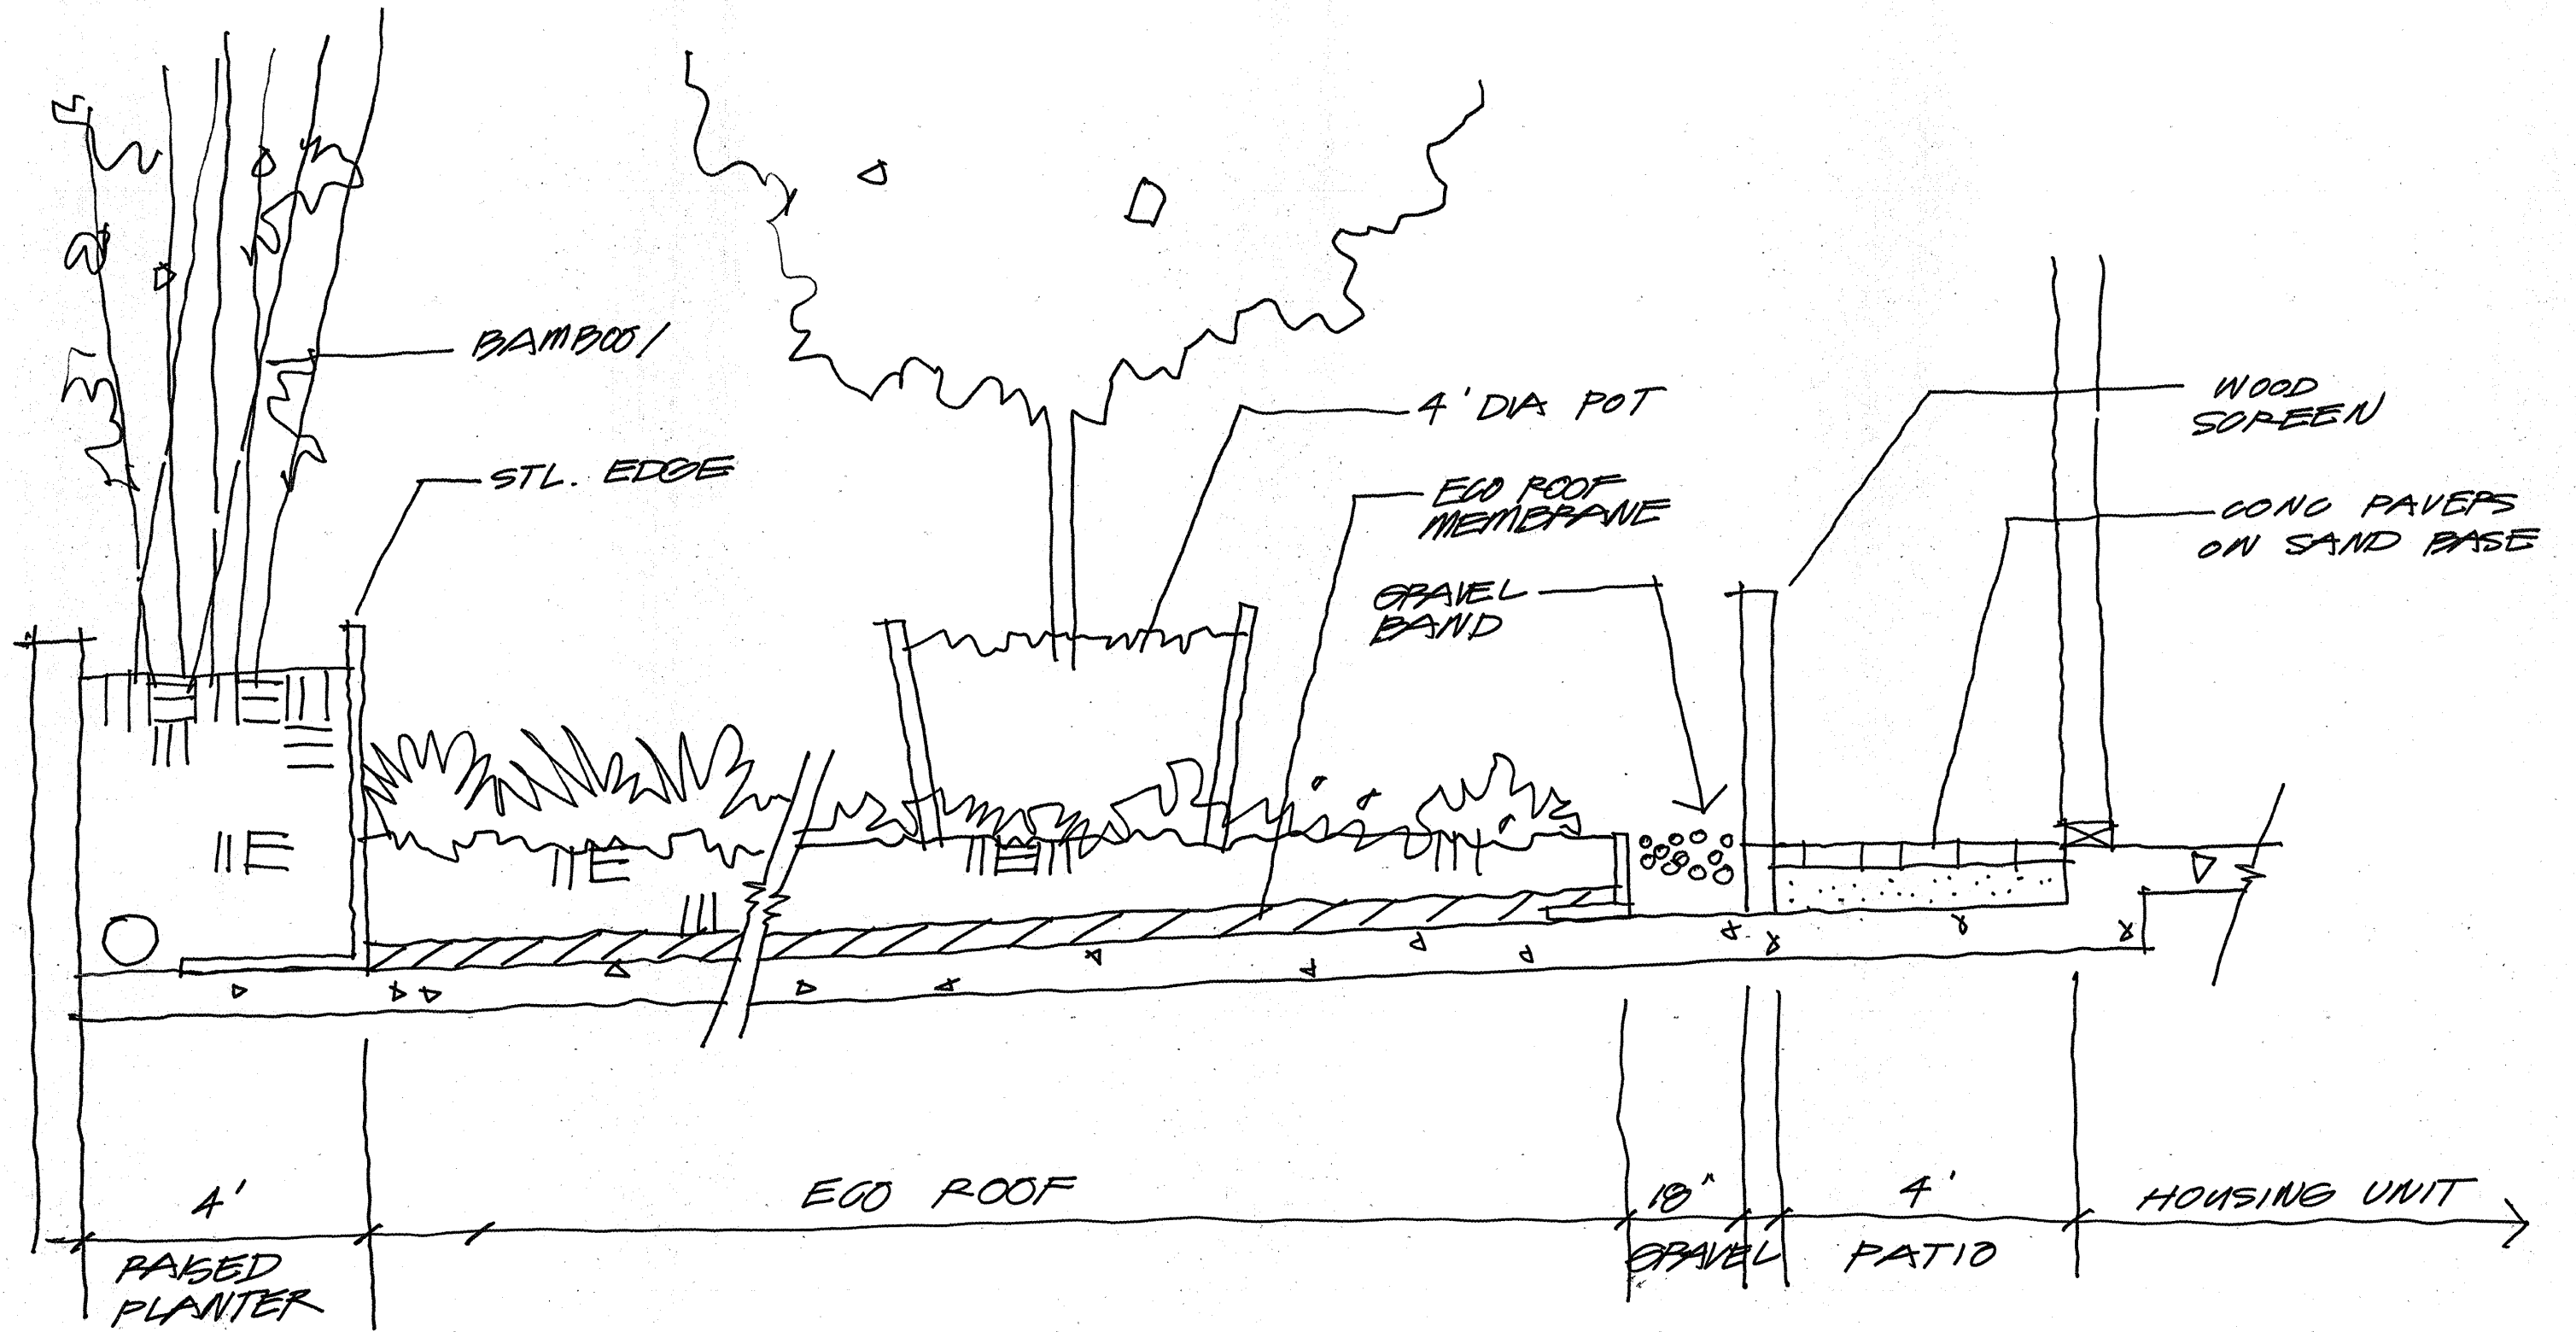 BAMBOO/
STL. EDGE
4' DIA POT
ECO ROOF
MEMBRANE
GRAVEL
BAND
WOOD
SCREEN
CONC PAVERS
ON SAND BASE
4'
RAISED
PLANTER
ECO ROOF
18"
GRAVEL
4'
PATIO
HOUSING UNIT